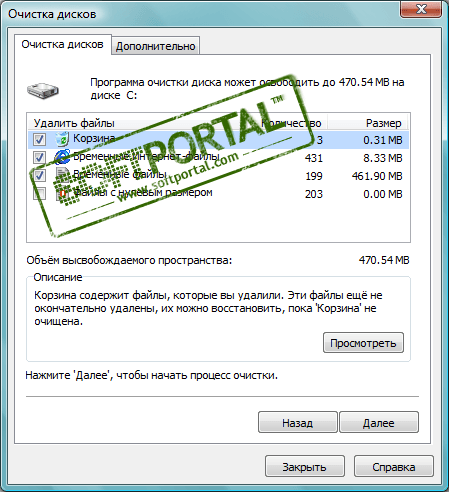 Очистка дисков
Очистка дисков Дополнительно
Программа очистки диска может освободить до 470.54 MB на
диске C:
Удалить файлы Количество Размер
Корзина 3 0.31 MB
Временные Интернет-файлы 431 8.33 MB
Временные файлы 199 461.90 MB
Файлы с нулевым размером 203 0.00 MB
SOFTPORTAL™
www.softportal.com
Объём высвобождаемого пространства: 470.54 MB
Описание
Корзина содержит файлы, которые вы удалили. Эти файлы ещё не
окончательно удалены, их можно восстановить, пока 'Корзина' не
очищена.
Просмотреть
Нажмите 'Далее', чтобы начать процесс очистки.
Назад Далее
Закрыть Справка